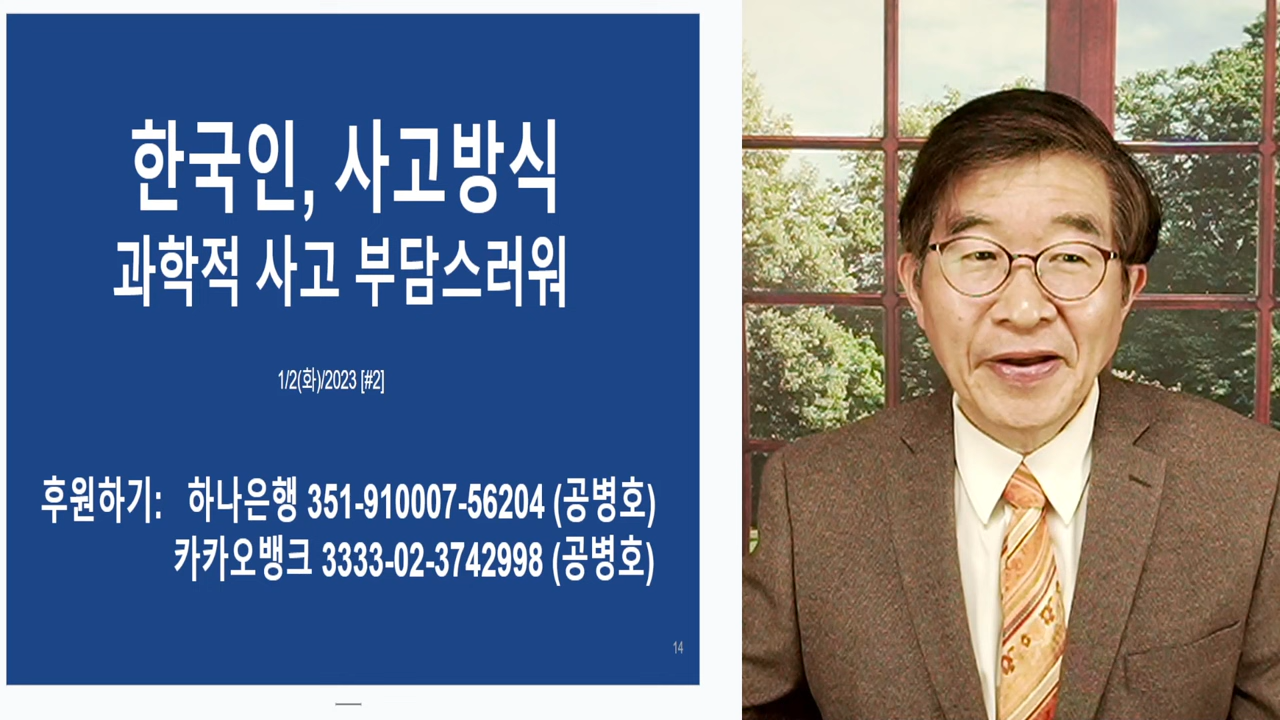 한국인, 사고방식
과학적 사고 부담스러워
1/2(화)/2023 [#2]
후원하기: 하나은행 351-910007-56204 (공병호)
카카오뱅크 3333-02-3742998 (공병호)
14